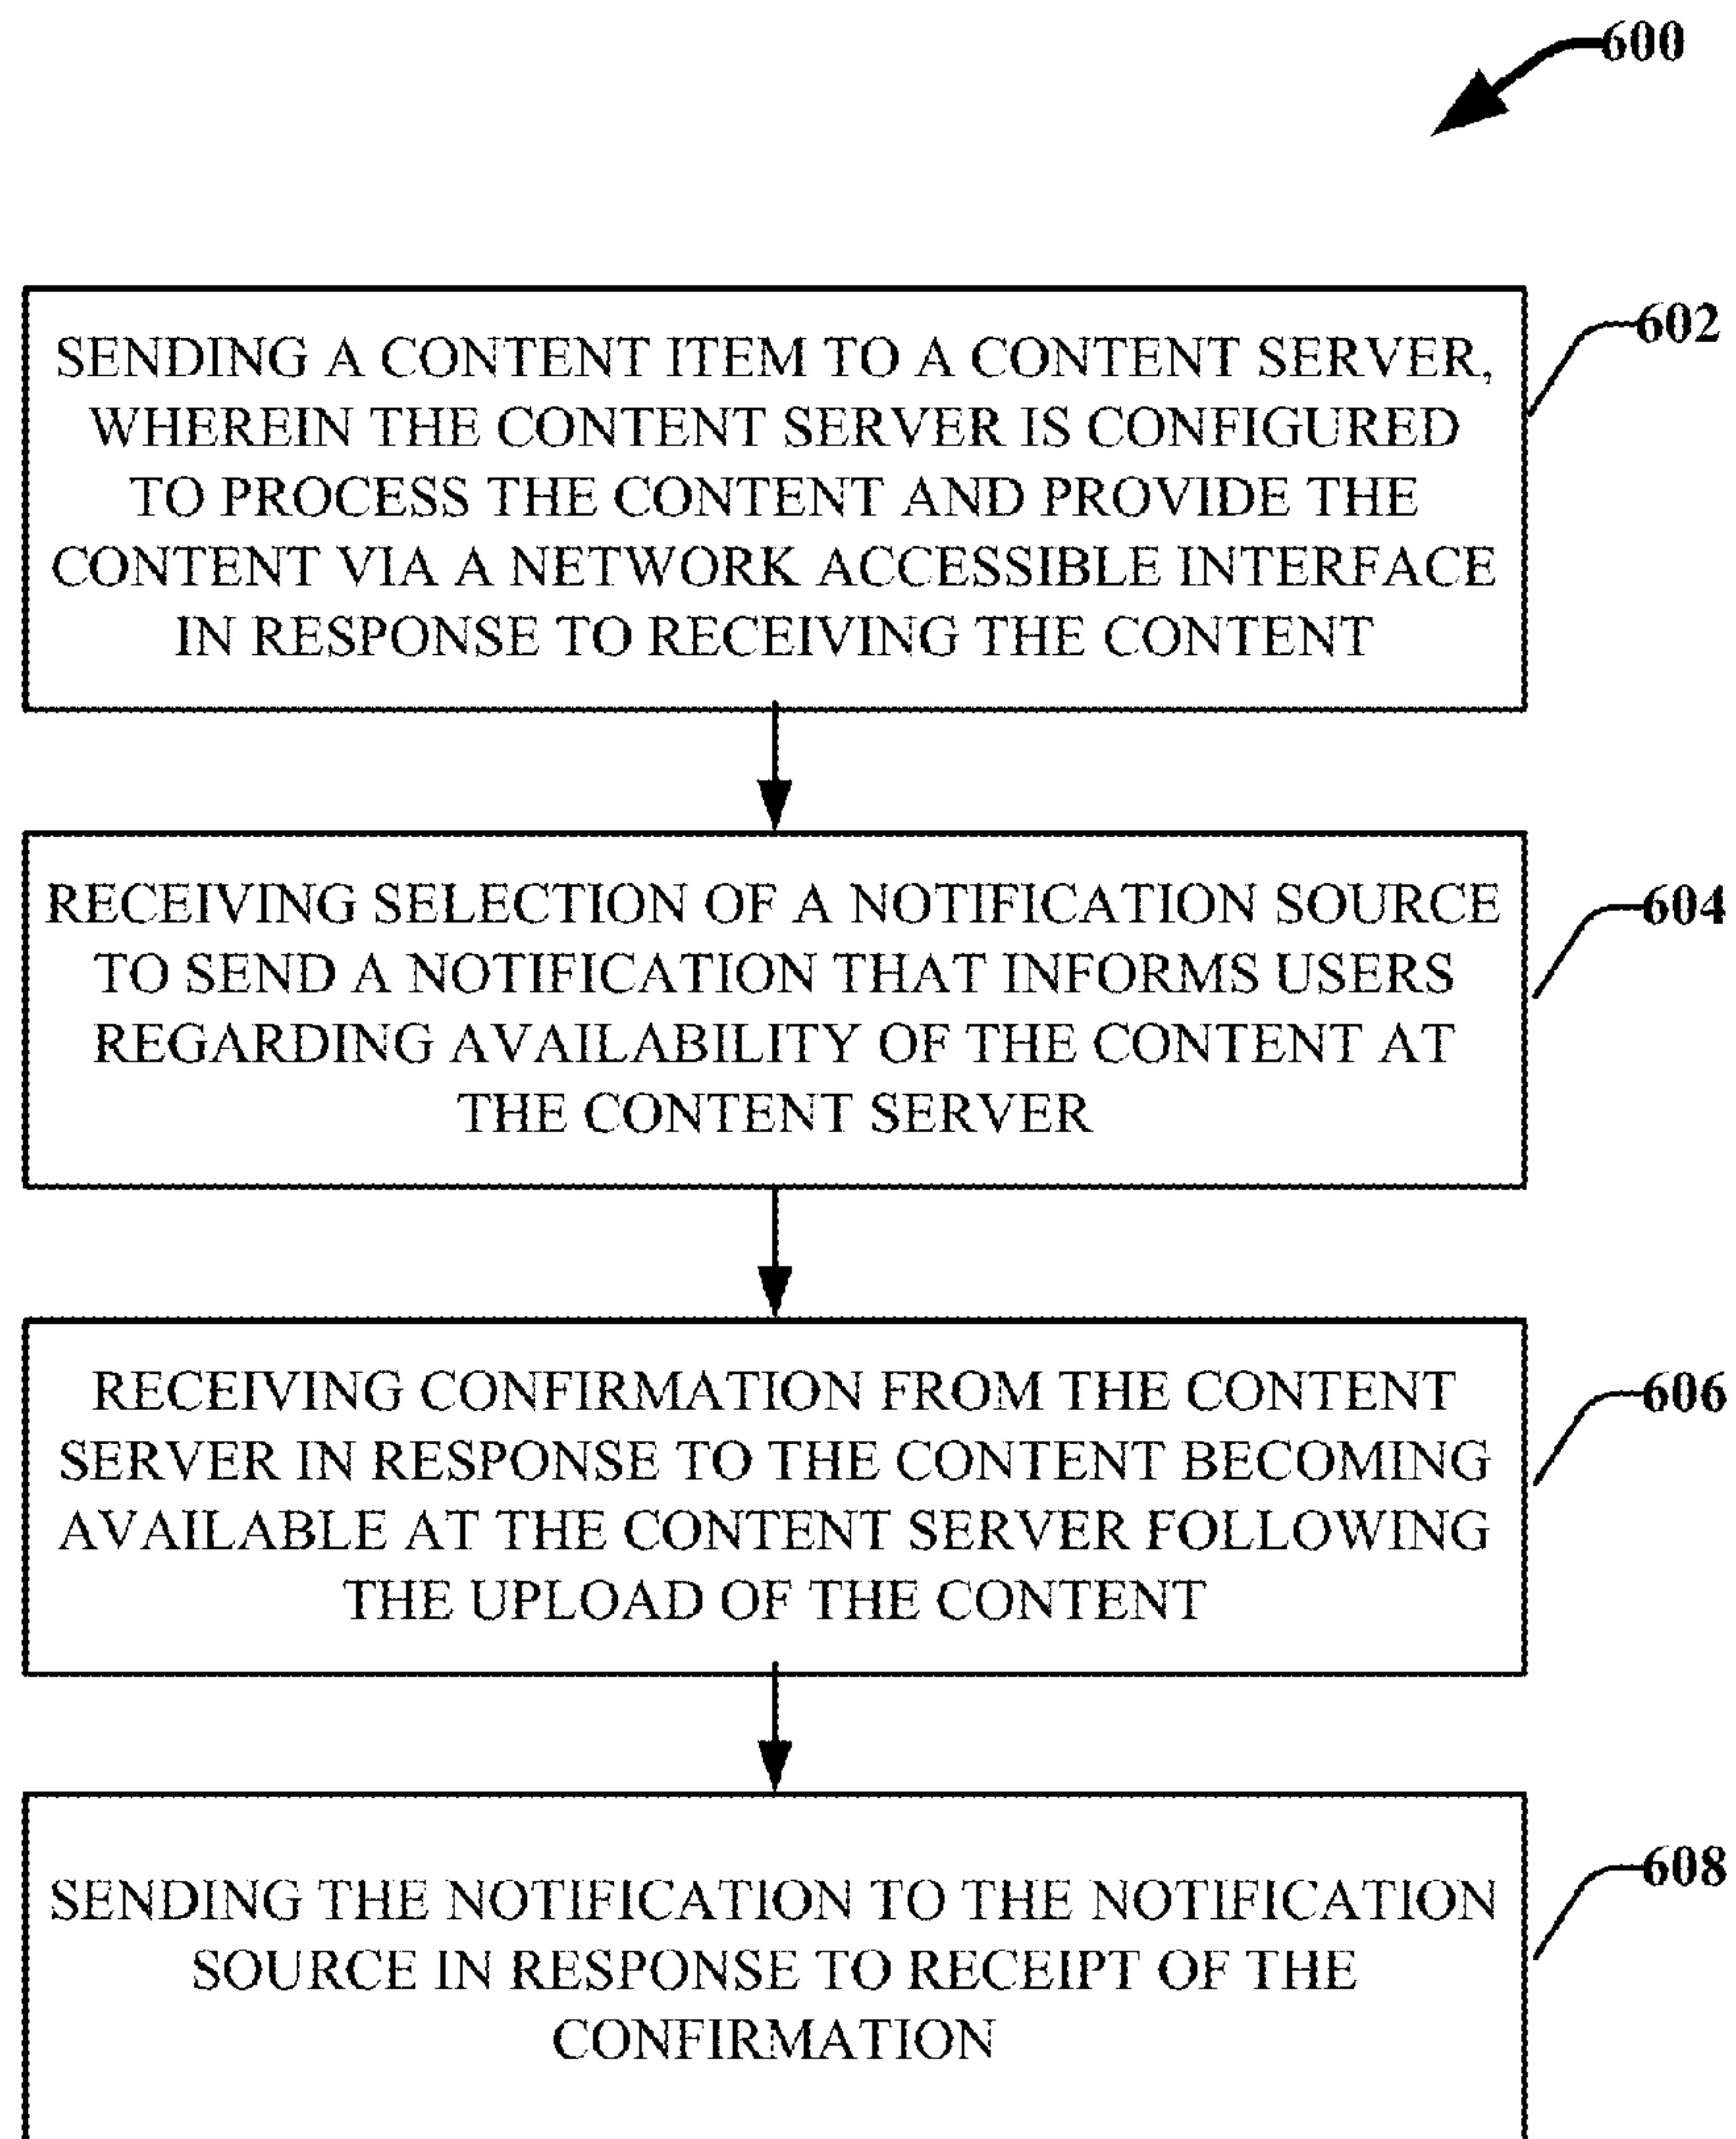 600
SENDING A CONTENT ITEM TO A CONTENT SERVER,
WHEREIN THE CONTENT SERVER IS CONFIGURED
TO PROCESS THE CONTENT AND PROVIDE THE
CONTENT VIA A NETWORK ACCESSIBLE INTERFACE
IN RESPONSE TO RECEIVING THE CONTENT
602
RECEIVING SELECTION OF A NOTIFICATION SOURCE
TO SEND A NOTIFICATION THAT INFORMS USERS
REGARDING AVAILABILITY OF THE CONTENT AT
THE CONTENT SERVER
604
RECEIVING CONFIRMATION FROM THE CONTENT
SERVER IN RESPONSE TO THE CONTENT BECOMING
AVAILABLE AT THE CONTENT SERVER FOLLOWING
THE UPLOAD OF THE CONTENT
606
SENDING THE NOTIFICATION TO THE NOTIFICATION
SOURCE IN RESPONSE TO RECEIPT OF THE
CONFIRMATION
608